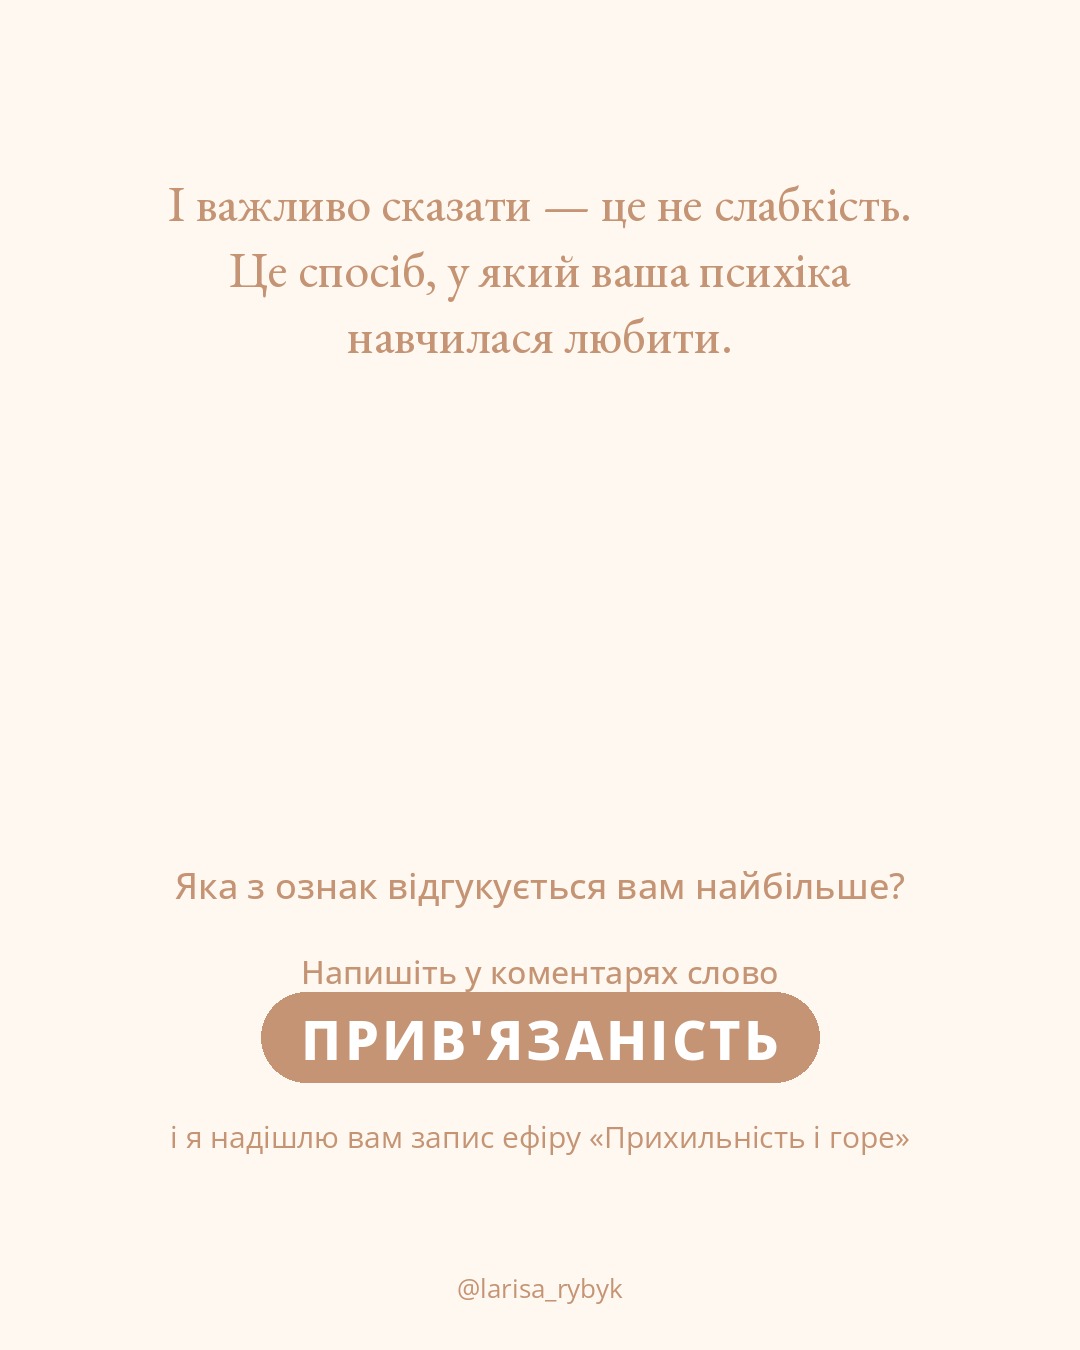 І важливо сказати — це не слабкість.
Це спосіб, у який ваша психіка
навчилася любити.
Яка з ознак відгукується вам найбільше?
Напишіть у коментарях слово
ПРИВ'ЯЗАНІСТЬ
і я надішлю вам запис ефіру «Прихильність і горе»
@larisa_rybyk